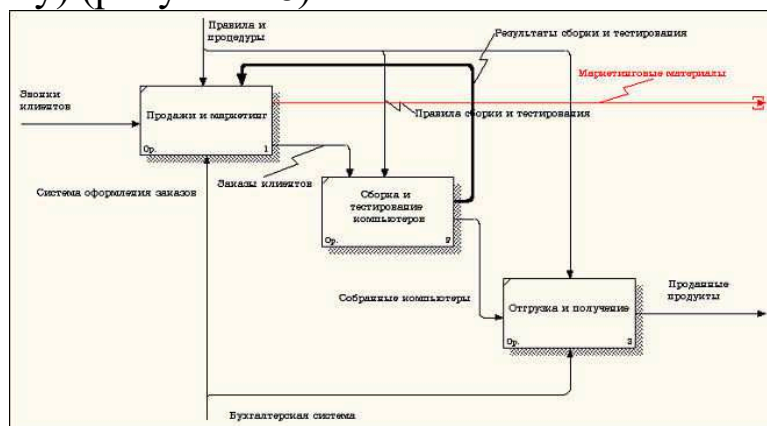 Правила и
процедуры
Результаты сборки и тестирования
Маркетинговые материалы
Звонки
клиентов
Продажи и маркетинг
Ор. 1
Правила сборки и тестирования
Система оформления заказов
Заказы клиентов
Сборка и
тестирование
компьютеров
Ор. 2
Собранные компьютеры
Отгрузка и получение
Ор. 3
Проданные
продукты
Бухгалтерская система